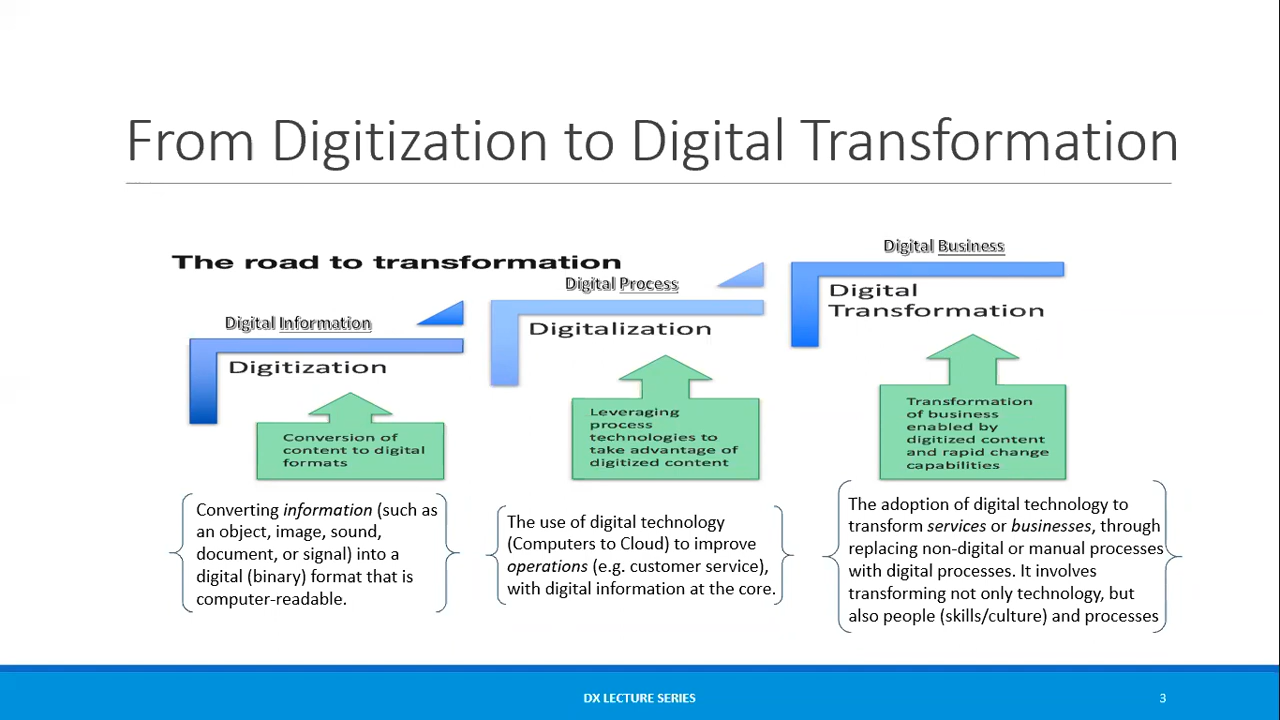 From Digitization to Digital Transformation
The road to transformation
Digital Information
Digitization
Conversion of
content to digital
formats
Converting information (such as
an object, image, sound,
document, or signal) into a
digital (binary) format that is
computer-readable.
Digital Process
Digitalization
Leveraging
process
technologies to
take advantage of
digitized content
The use of digital technology
(Computers to Cloud) to improve
operations (e.g. customer service),
with digital information at the core.
Digital Business
Digital
Transformation
Transformation
of business
enabled by
digitized content
and rapid change
capabilities
The adoption of digital technology to
transform services or businesses, through
replacing non-digital or manual processes
with digital processes. It involves
transforming not only technology, but
also people (skills/culture) and processes
DX LECTURE SERIES
3